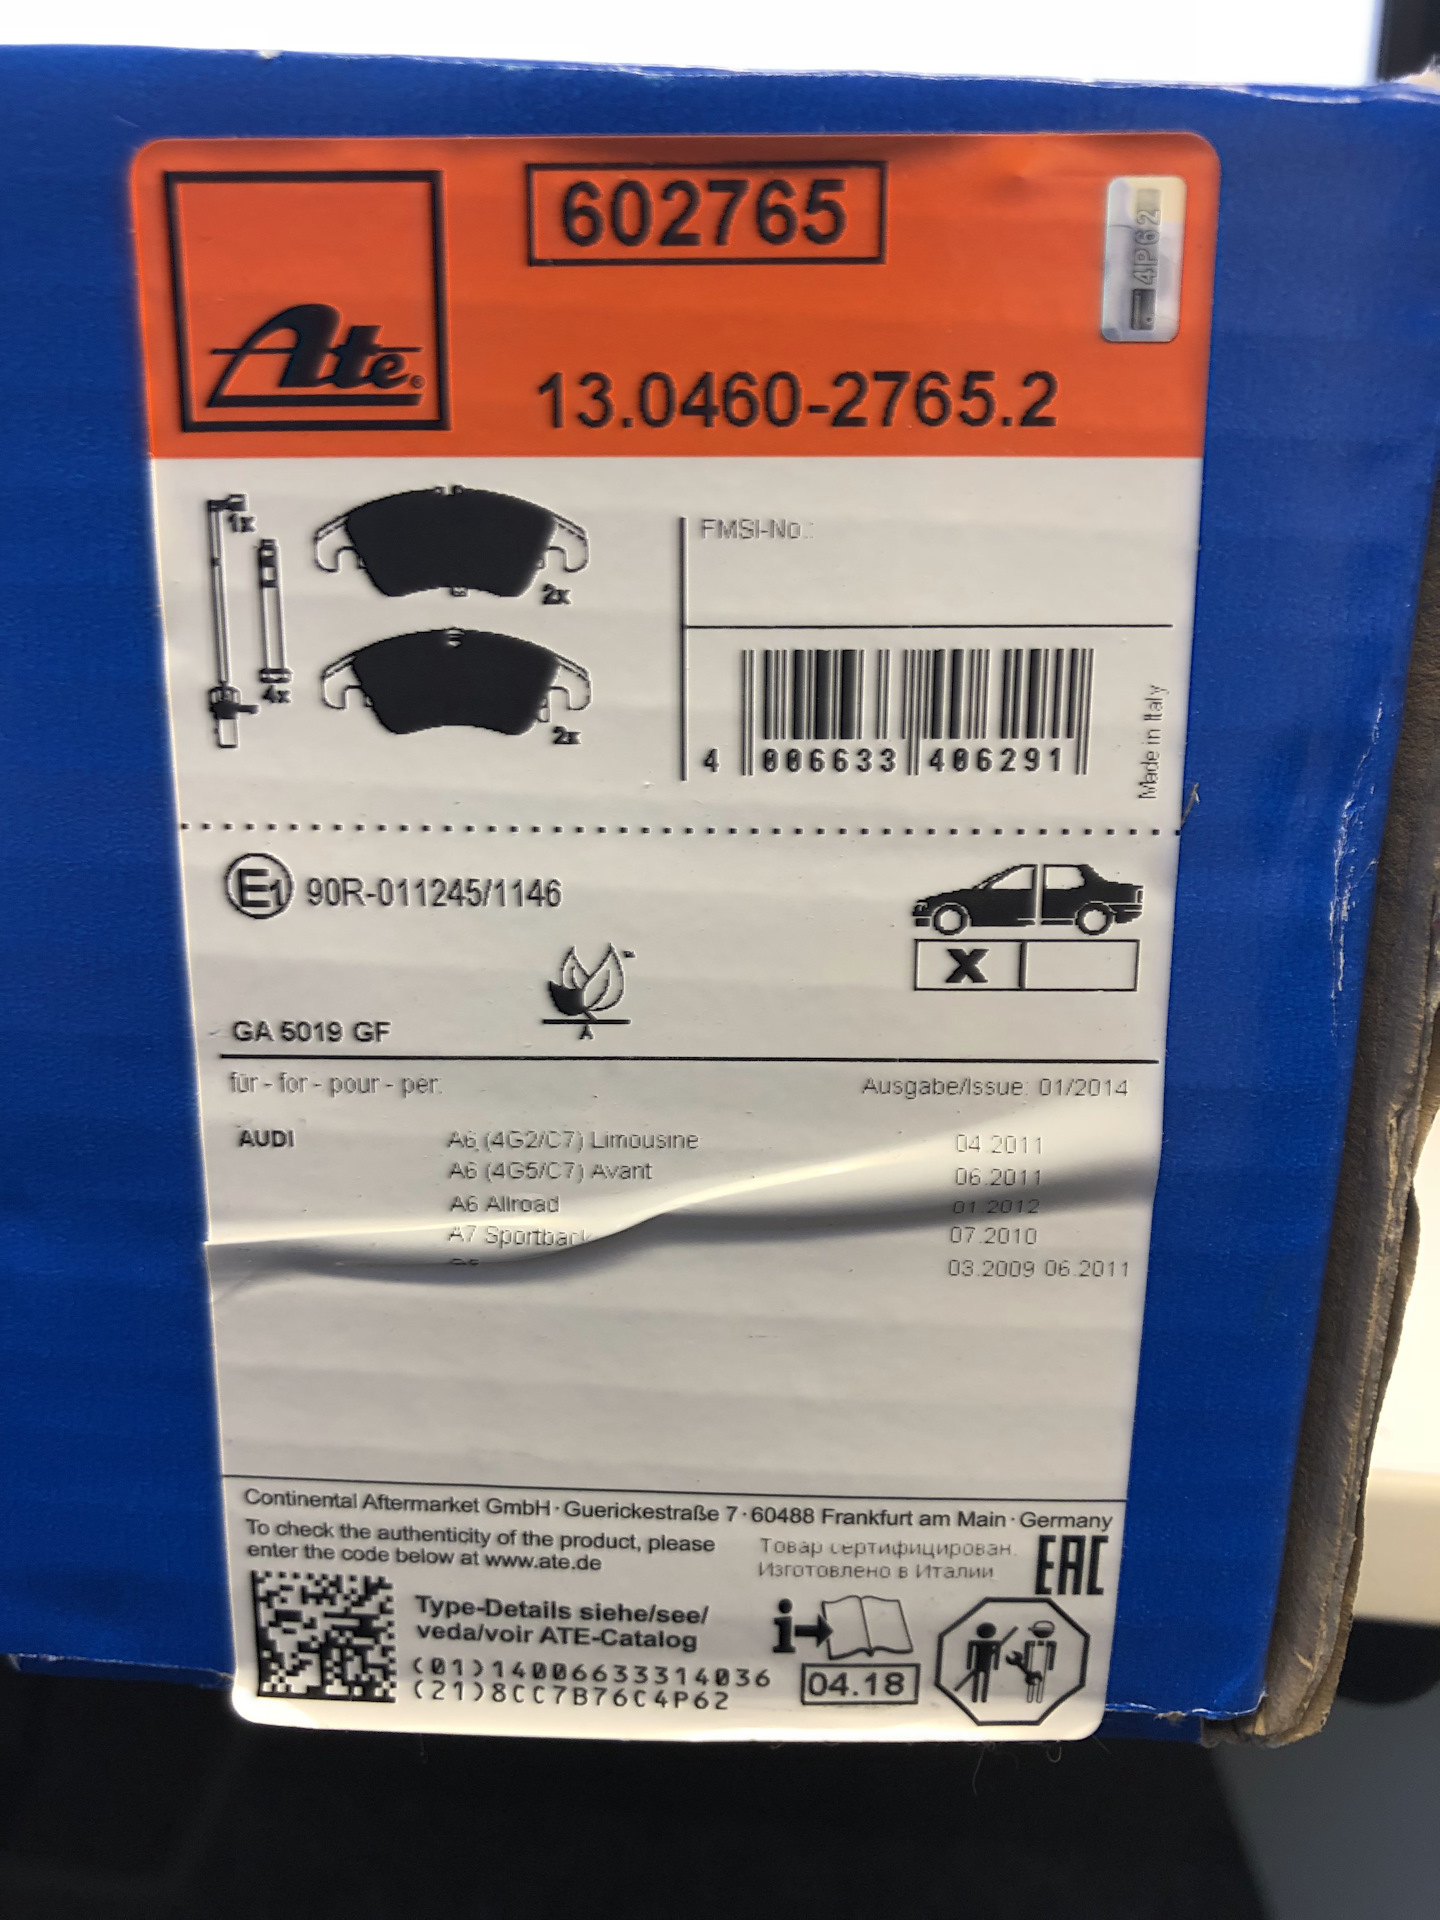 602765
4P62
Ate®
13.0460-2765.2
1x
2x
4x
2x
FMSI-No.:
4 006633 406291
Made in Italy
E1 90R-011245/1146
X
A
GA 5019 GF
für - for - pour - per:
Ausgabe/Issue: 01/2014
AUDI A6 (4G2/C7) Limousine 04.2011
A6 (4G5/C7) Avant 06.2011
A6 Allroad 01.2012
A7 Sportback 07.2010
03.2009 06.2011
Continental Aftermarket GmbH · Guerickestraße 7 · 60488 Frankfurt am Main · Germany
To check the authenticity of the product, please
enter the code below at www.ate.de
Товар сертифицирован.
Изготовлено в Италии
EAC
Type-Details siehe/see/
veda/voir ATE-Catalog
(01)14006633314036
(21)8CC7B76C4P62
i
04.18